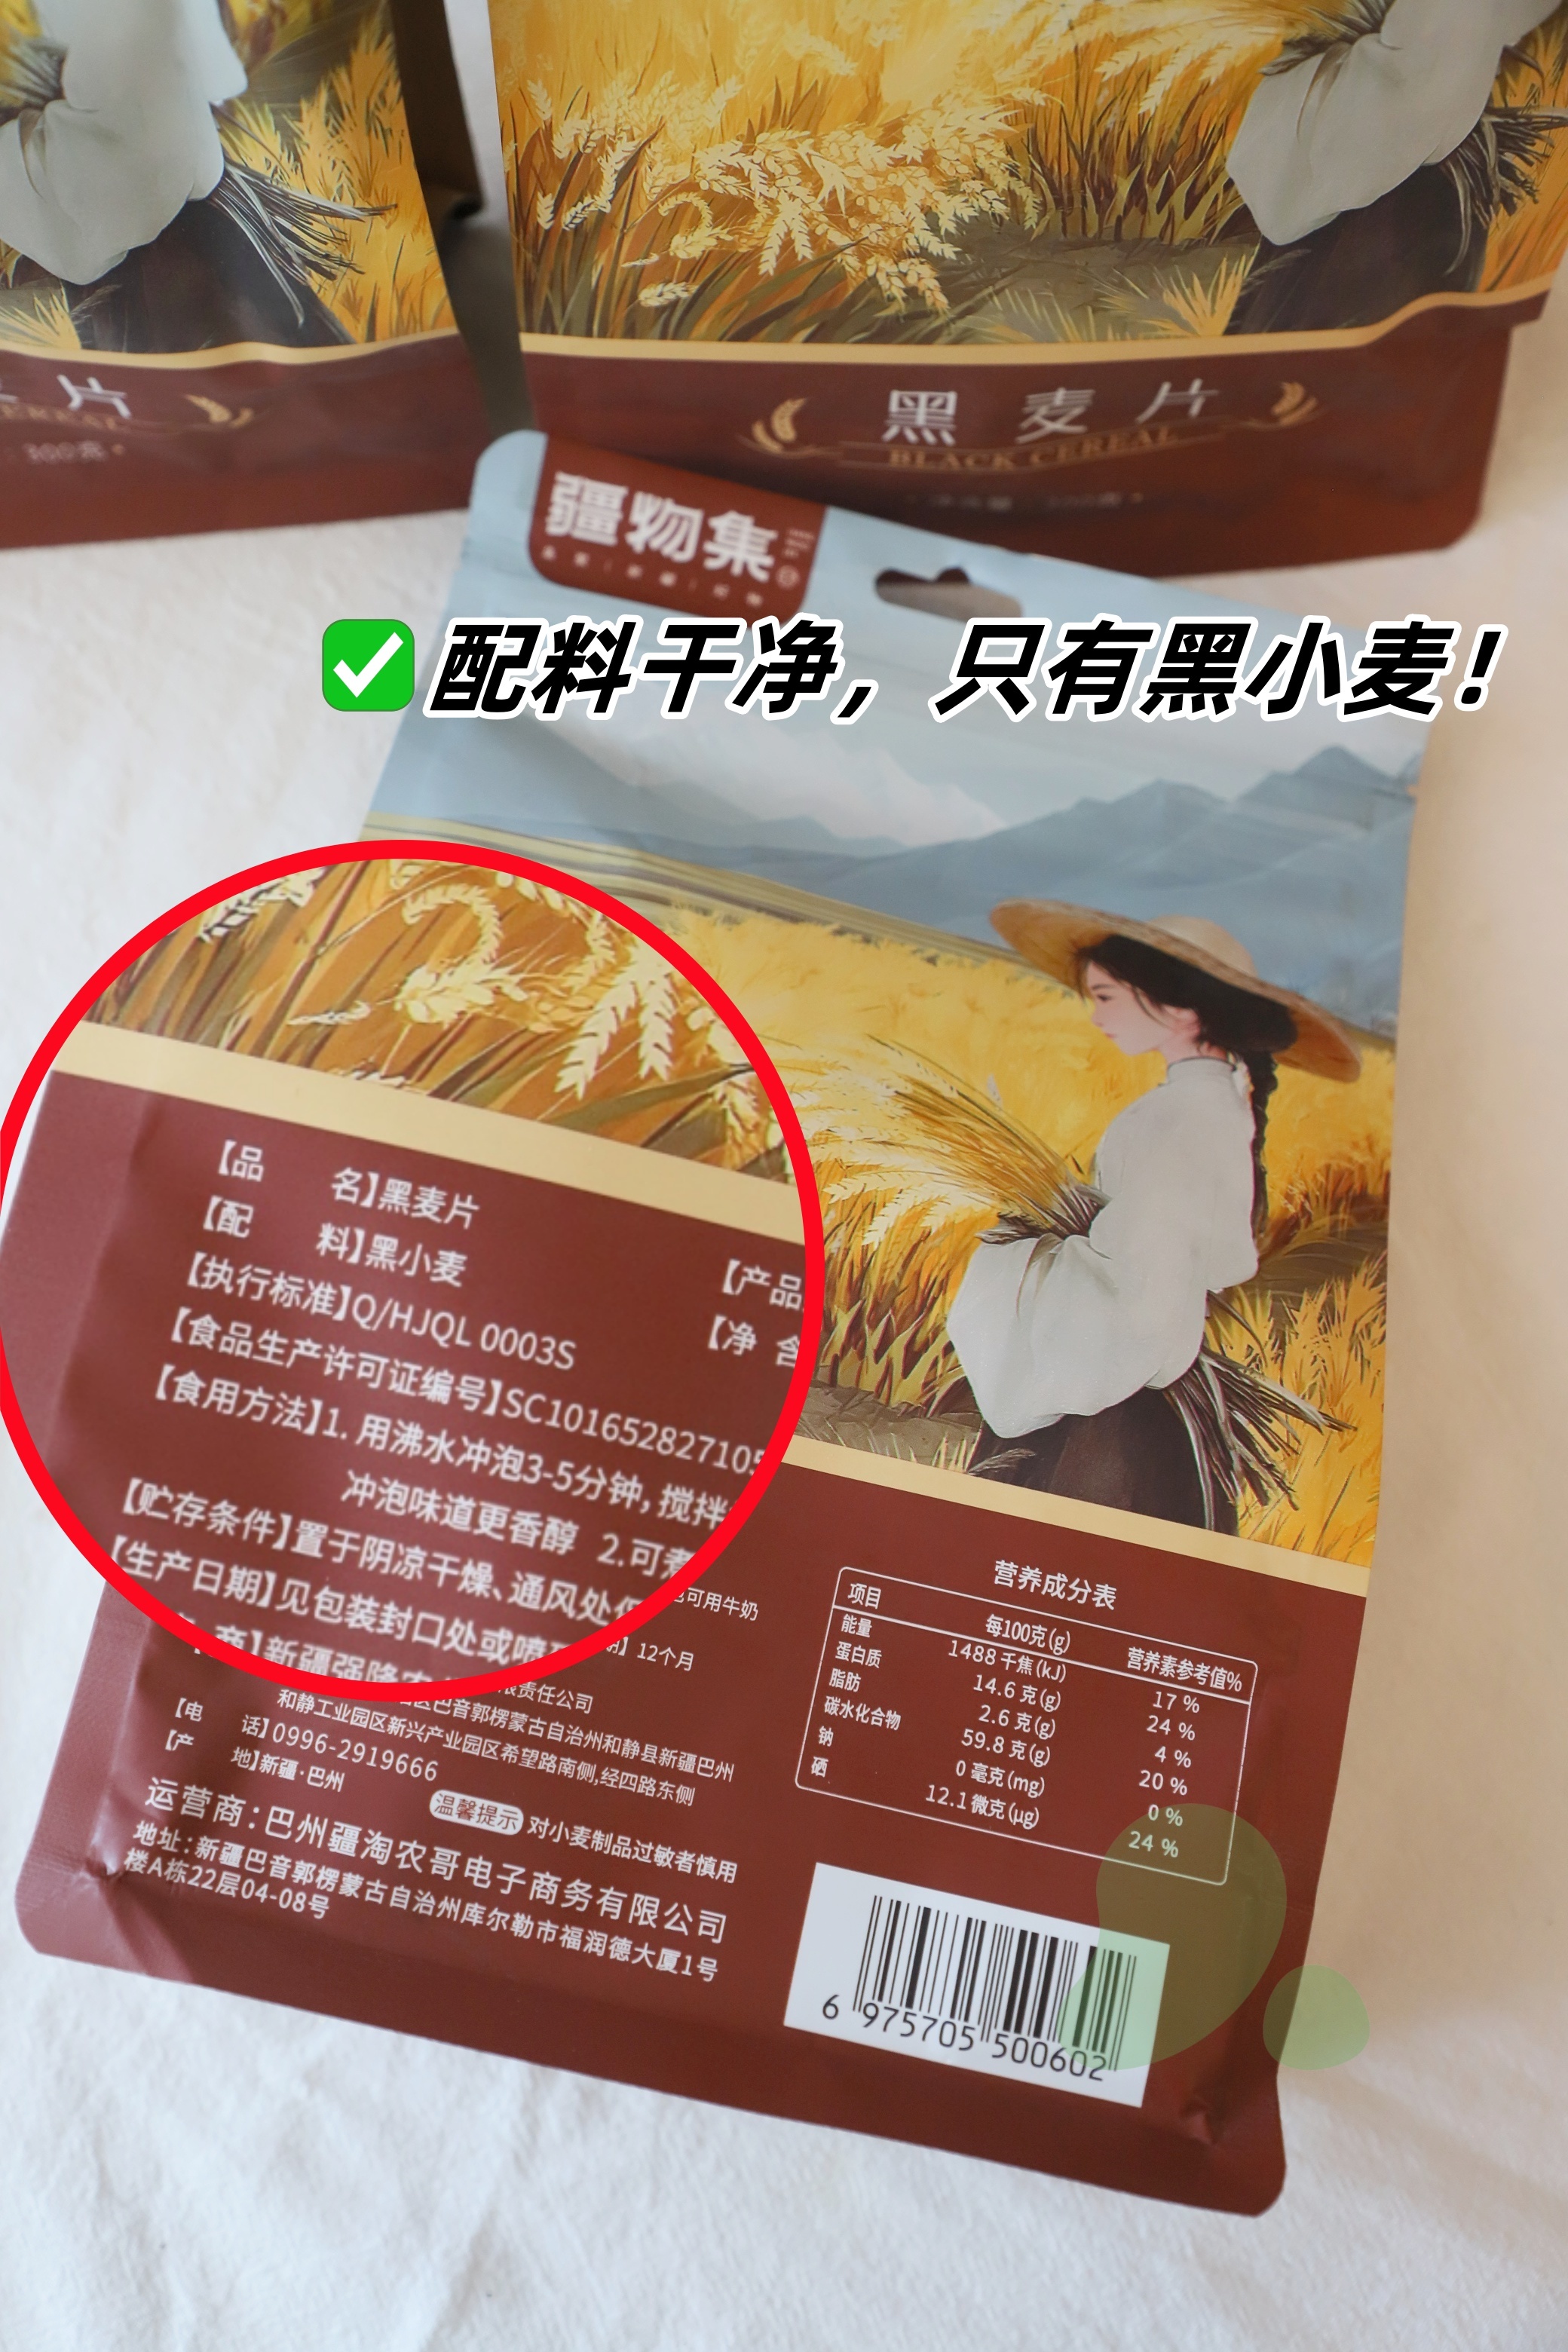 片
CEREAL
300克
黑麦片
BLACK CEREAL
疆物集
✅配料干净，只有黑小麦！
【品 名】黑麦片
【配 料】黑小麦
【产品
【执行标准】Q/HJQL 0003S
【净 含
【食品生产许可证编号】SC101652827105
【食用方法】1. 用沸水冲泡3-5分钟，搅拌
冲泡味道更香醇 2.可煮
可用牛奶
【贮存条件】置于阴凉干燥、通风处
【生产日期】见包装封口处或喷
】12个月
商】新疆强隆农
限责任公司
区巴音郭楞蒙古自治州和静县新疆巴州
和静工业园区新兴产业园区希望路南侧,经四路东侧
【电 话】0996-2919666
【产 地】新疆·巴州
温馨提示 对小麦制品过敏者慎用
运营商：巴州疆淘农哥电子商务有限公司
地址：新疆巴音郭楞蒙古自治州库尔勒市福润德大厦1号
楼A栋22层04-08号
营养成分表
项目 每100克(g) 营养素参考值%
能量 1488 千焦(kJ) 17 %
蛋白质 14.6 克(g) 24 %
脂肪 2.6 克(g) 4 %
碳水化合物 59.8 克(g) 20 %
钠 0 毫克(mg) 0 %
硒 12.1 微克(μg) 24 %
6 975705 500602